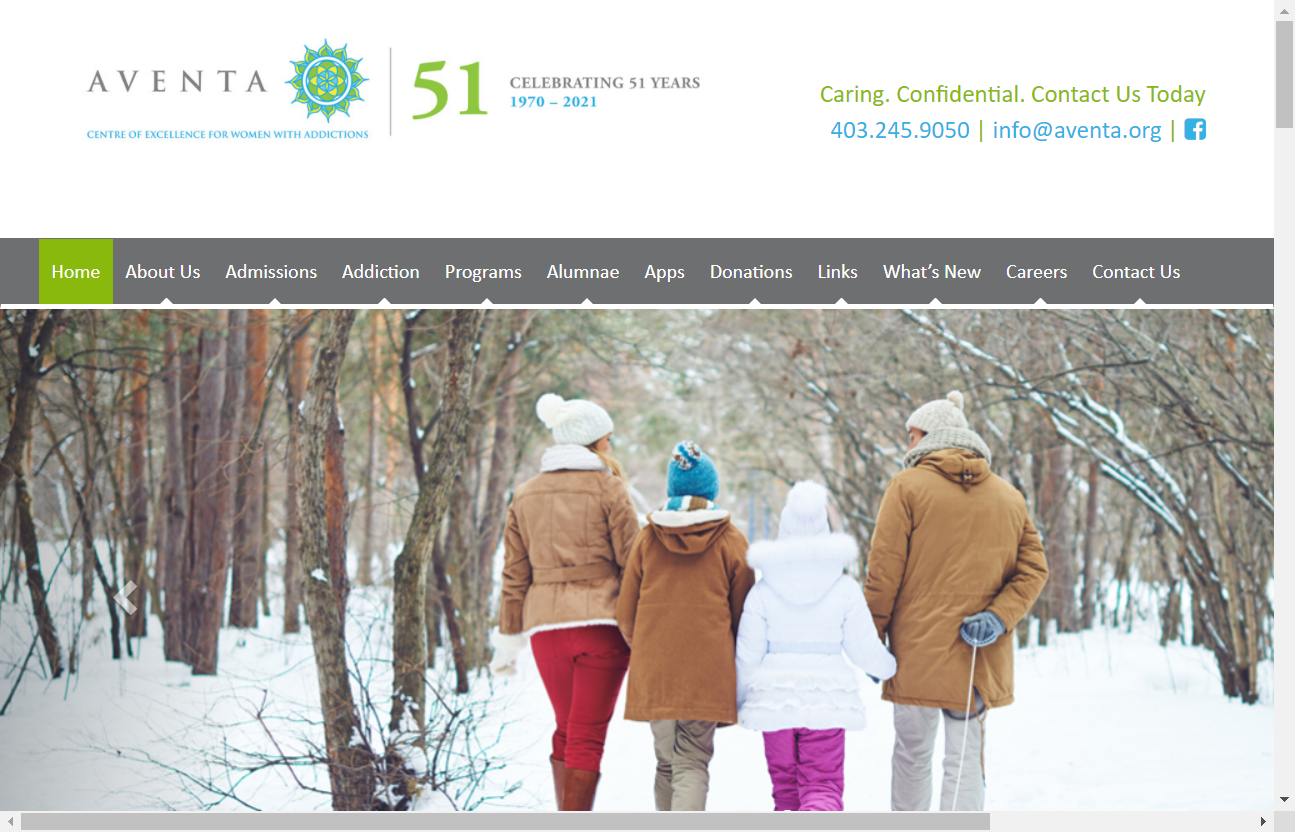 AVENTA
CENTRE OF EXCELLENCE FOR WOMEN WITH ADDICTIONS
51
CELEBRATING 51 YEARS
1970 – 2021
Caring. Confidential. Contact Us Today
403.245.9050 | info@aventa.org |
Home About Us Admissions Addiction Programs Alumnae Apps Donations Links What’s New Careers Contact Us